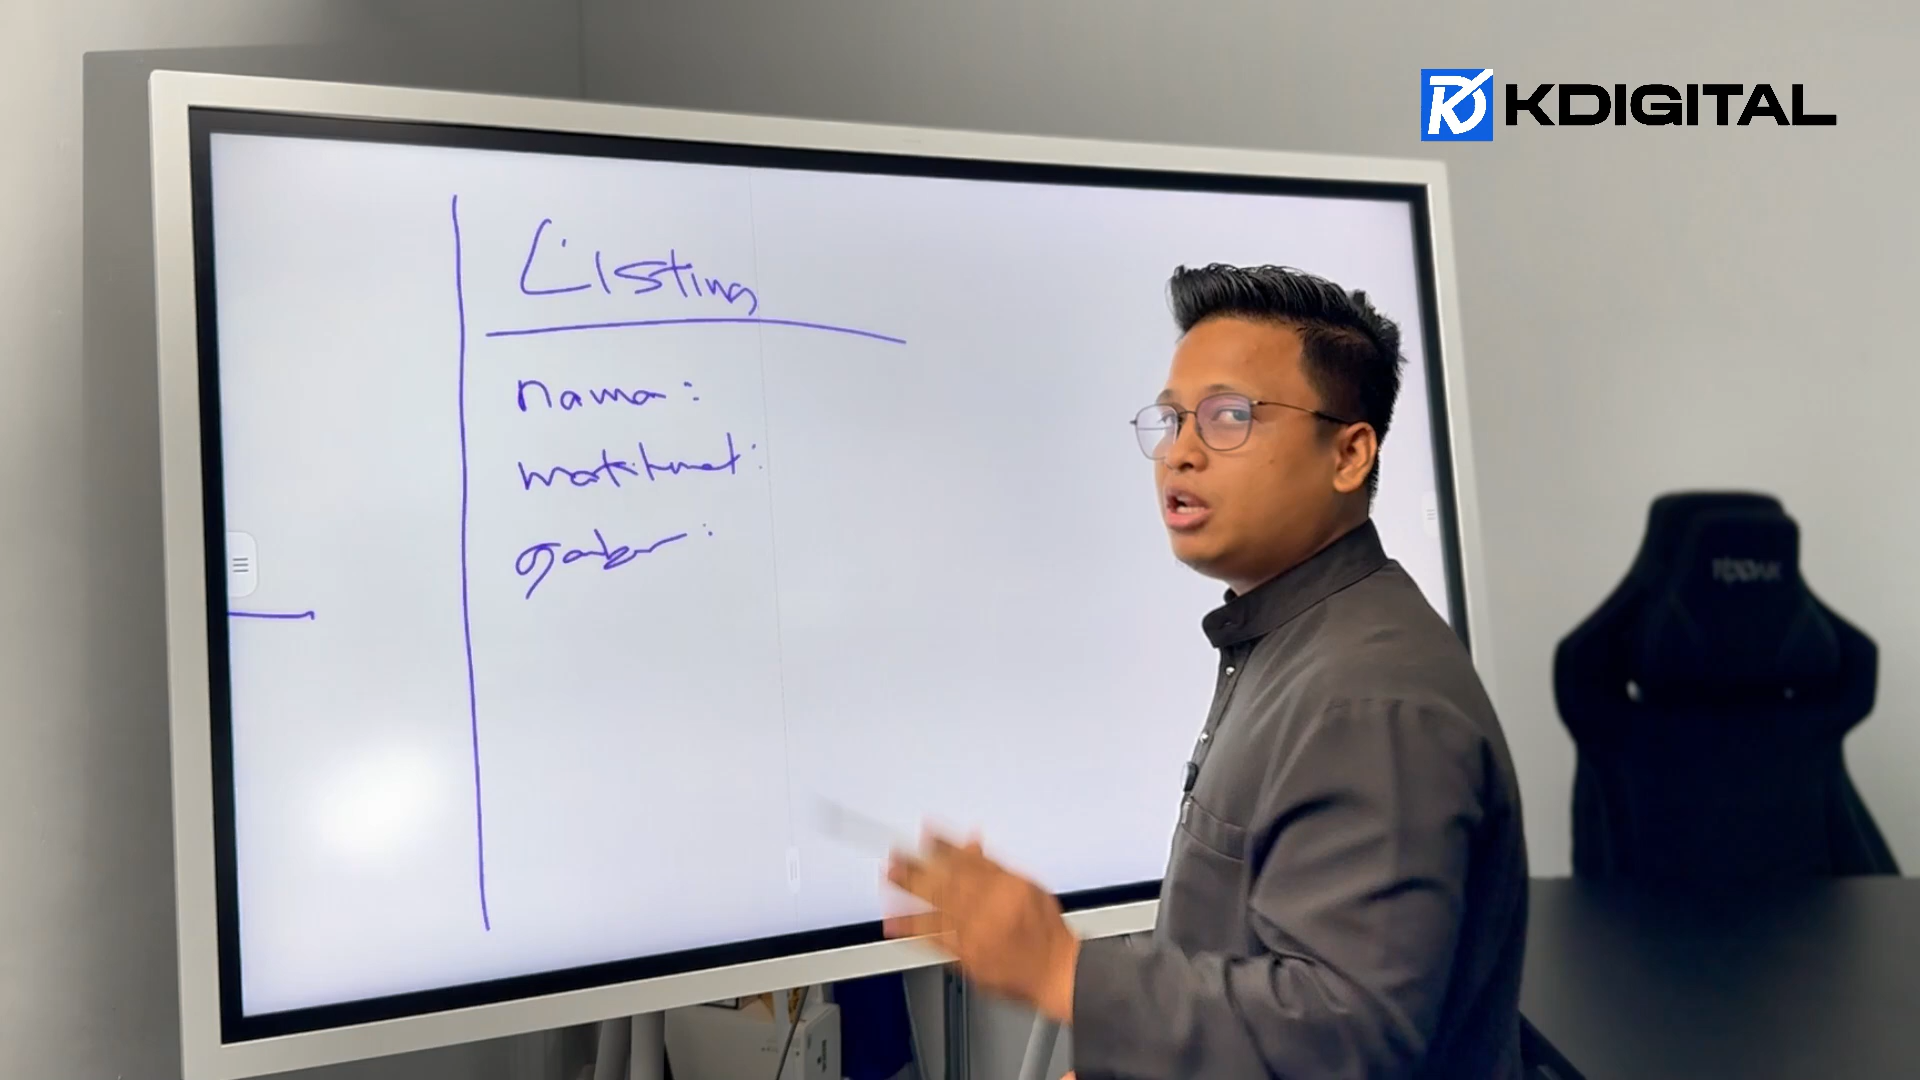 KDIGITAL
Listing
nama :
maklumat :
gambar :